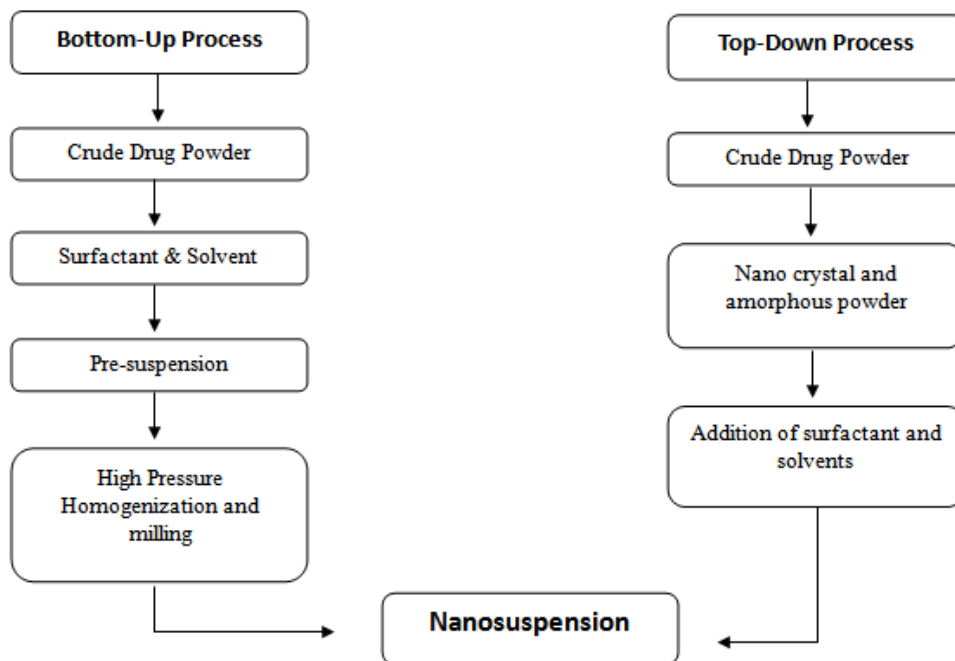 Bottom-Up Process
Crude Drug Powder
Surfactant & Solvent
Pre-suspension
High Pressure
Homogenization and
milling
Top-Down Process
Crude Drug Powder
Nano crystal and
amorphous powder
Addition of surfactant and
solvents
Nanosuspension